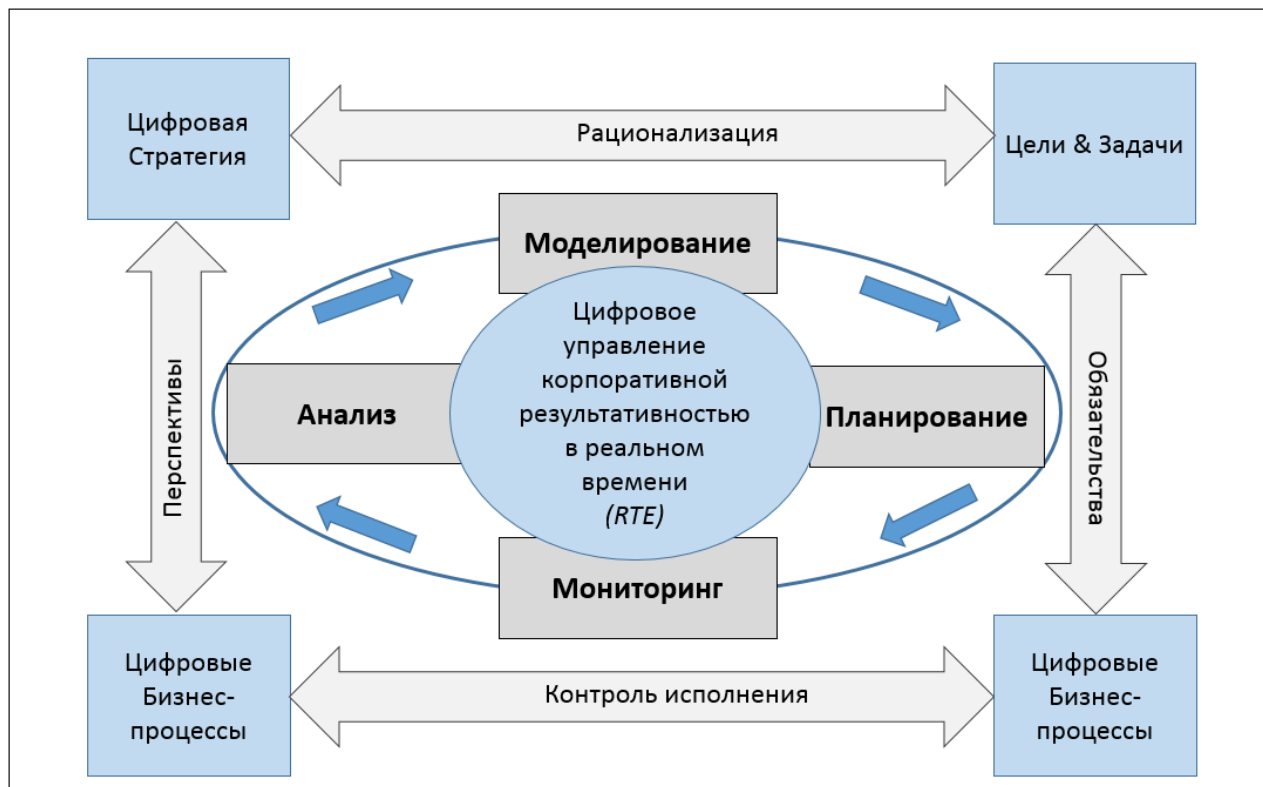 Цифровая
Стратегия
Рационализация
Цели & Задачи
Моделирование
Цифровое
управление
корпоративной
результативностью
в реальном
времени
(RTE)
Анализ
Планирование
Перспективы
Обязательства
Мониторинг
Цифровые
Бизнес-
процессы
Контроль исполнения
Цифровые
Бизнес-
процессы